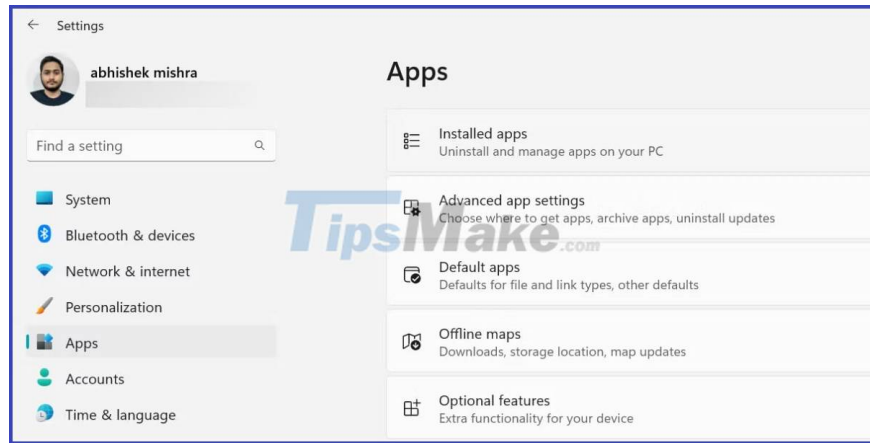 Settings
abhishek mishra
Find a setting
System
Bluetooth & devices
Network & internet
Personalization
Apps
Accounts
Time & language
Apps
Installed apps
Uninstall and manage apps on your PC
Advanced app settings
Choose where to get apps, archive apps, uninstall updates
Default apps
Defaults for file and link types, other defaults
Offline maps
Downloads, storage location, map updates
Optional features
Extra functionality for your device
TipsMake.com